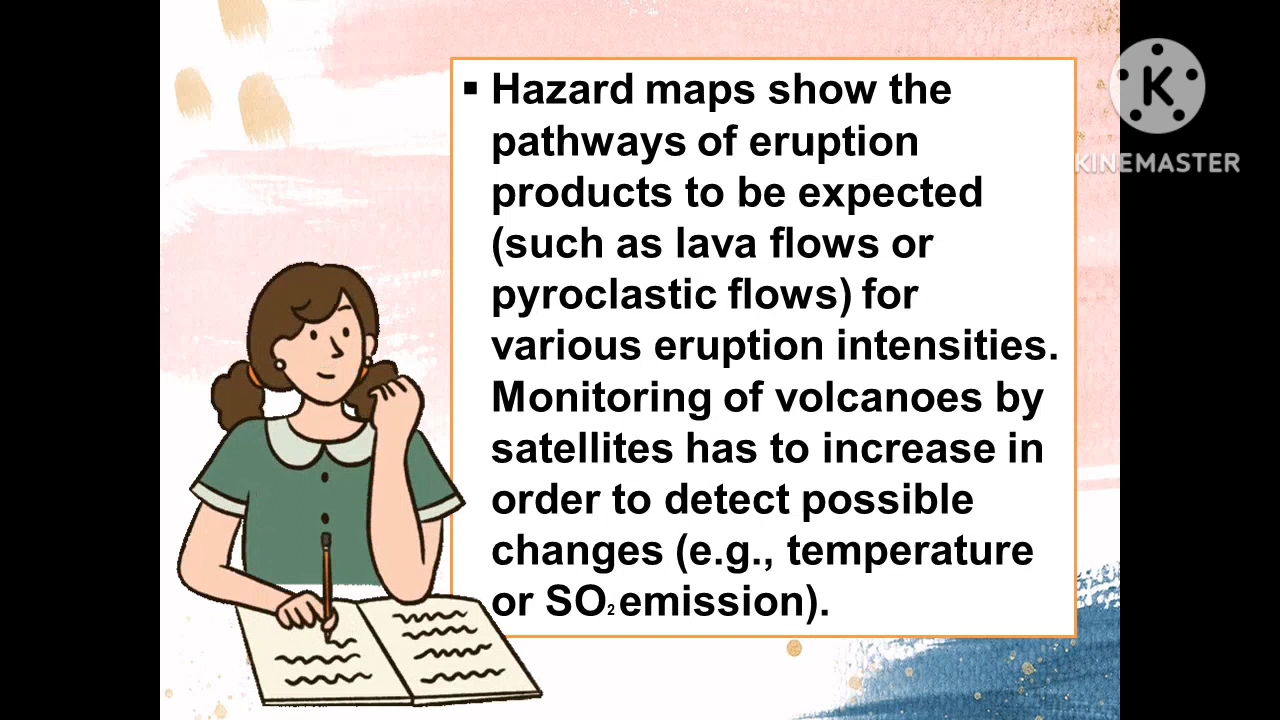 ▪ Hazard maps show the
pathways of eruption
products to be expected
(such as lava flows or
pyroclastic flows) for
various eruption intensities.
Monitoring of volcanoes by
satellites has to increase in
order to detect possible
changes (e.g., temperature
or SO₂ emission).
K
KINEMASTER